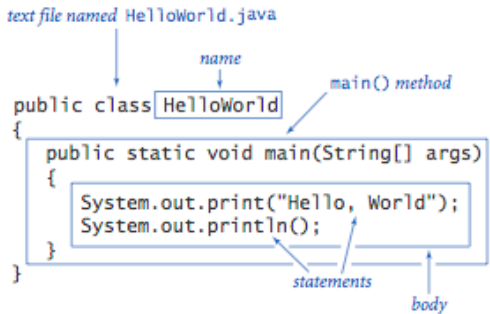 text file named HelloWorld.java
name
main() method
public class HelloWorld
{
public static void main(String[] args)
{
System.out.print("Hello, World");
System.out.println();
}
}
statements
body